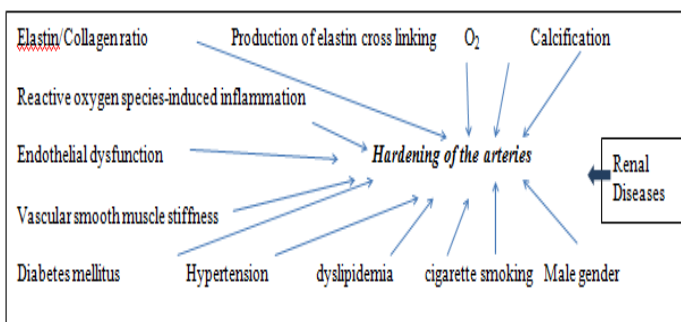 Elastin/Collagen ratio Production of elastin cross linking O₂ Calcification
Reactive oxygen species-induced inflammation
Endothelial dysfunction
Hardening of the arteries
Renal
Diseases
Vascular smooth muscle stiffness
Diabetes mellitus Hypertension dyslipidemia cigarette smoking Male gender